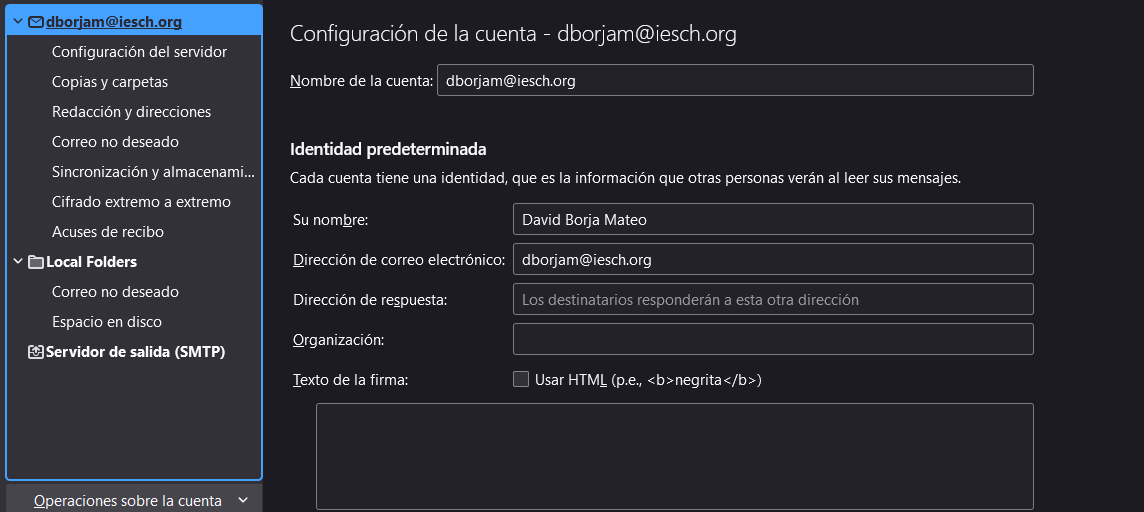 dborjam@iesch.org
Configuración del servidor
Copias y carpetas
Redacción y direcciones
Correo no deseado
Sincronización y almacenami...
Cifrado extremo a extremo
Acuses de recibo
Local Folders
Correo no deseado
Espacio en disco
Servidor de salida (SMTP)
Operaciones sobre la cuenta
Configuración de la cuenta - dborjam@iesch.org
Nombre de la cuenta: dborjam@iesch.org
Identidad predeterminada
Cada cuenta tiene una identidad, que es la información que otras personas verán al leer sus mensajes.
Su nombre: David Borja Mateo
Dirección de correo electrónico: dborjam@iesch.org
Dirección de respuesta: Los destinatarios responderán a esta otra dirección
Organización:
Texto de la firma: Usar HTML (p.e., <b>negrita</b>)